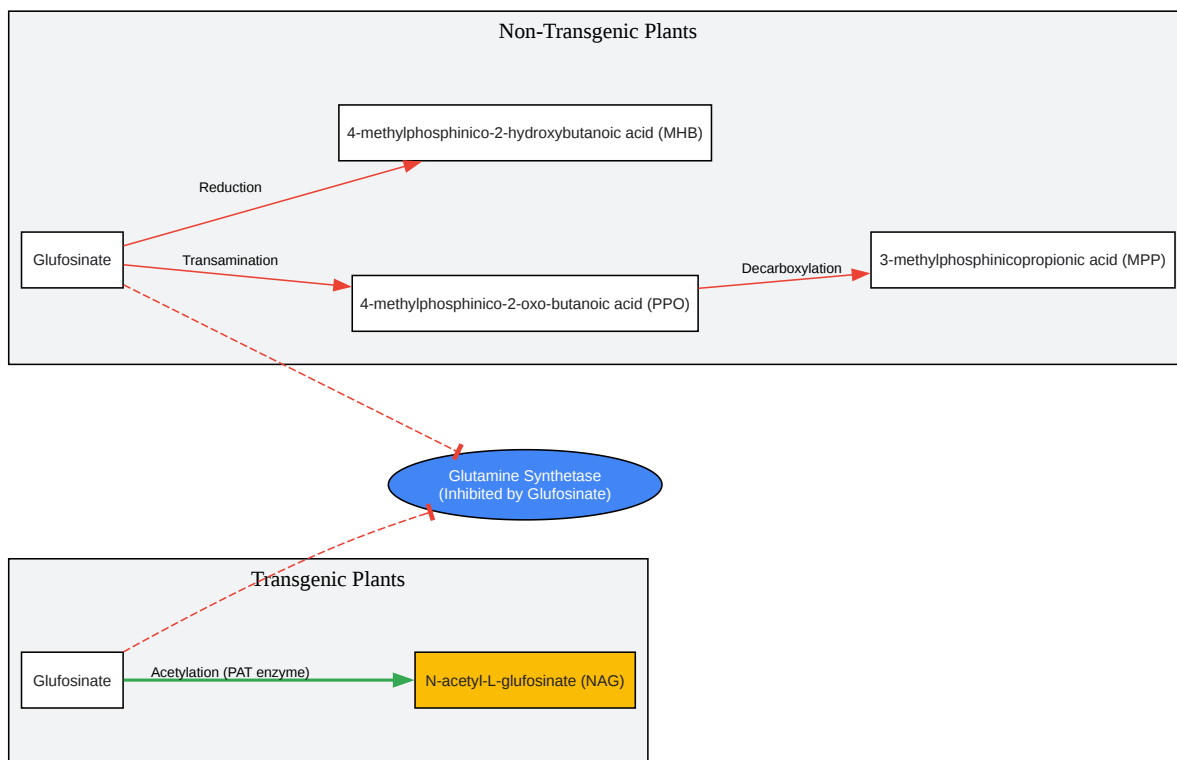 Non-Transgenic Plants
4-methylphosphinico-2-hydroxybutanoic acid (MHB)
Reduction
Glufosinate
Transamination
4-methylphosphinico-2-oxo-butanoic acid (PPO)
Decarboxylation
3-methylphosphinicopropionic acid (MPP)
Glutamine Synthetase
(Inhibited by Glufosinate)
Transgenic Plants
Glufosinate
Acetylation (PAT enzyme)
N-acetyl-L-glufosinate (NAG)